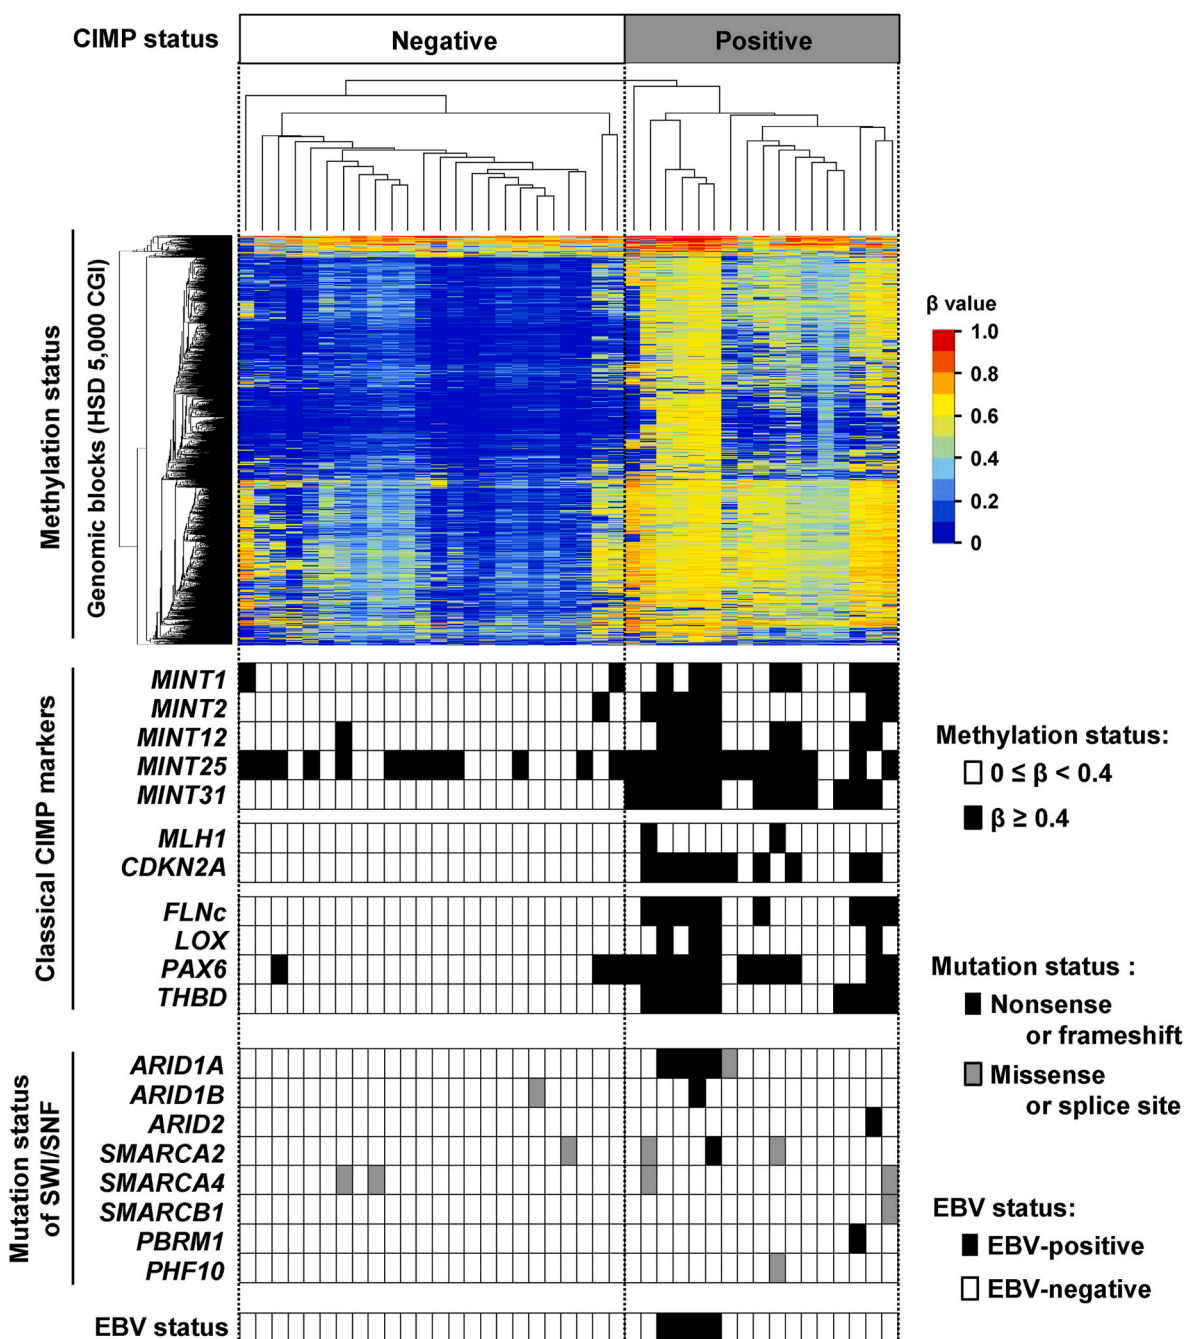 CIMP status
Negative
Positive
Methylation status
Genomic blocks (HSD 5,000 CGI)
β value
1.0
0.8
0.6
0.4
0.2
0
Classical CIMP markers
MINT1
MINT2
MINT12
MINT25
MINT31
MLH1
CDKN2A
FLNc
LOX
PAX6
THBD
Methylation status:
0 ≤ β < 0.4
β ≥ 0.4
Mutation status
of SWI/SNF
ARID1A
ARID1B
ARID2
SMARCA2
SMARCA4
SMARCB1
PBRM1
PHF10
Mutation status :
Nonsense
or frameshift
Missense
or splice site
EBV status:
EBV-positive
EBV-negative
EBV status